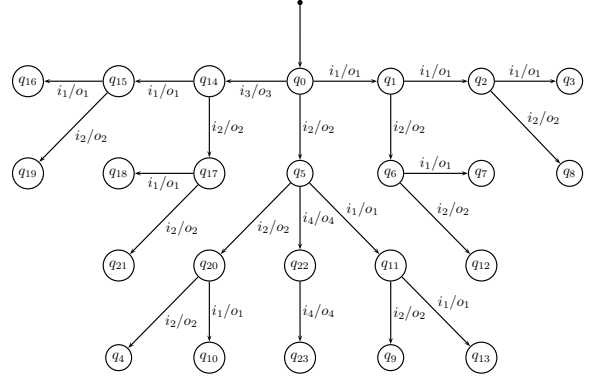 q16 q15 q14 q0 q1 q2 q3
i1/o1 i1/o1 i3/o3 i1/o1 i1/o1 i1/o1
i2/o2 i2/o2 i2/o2 i2/o2 i2/o2
q19 q18 q17 q5 q6 q7 q8
i1/o1 i1/o1
i2/o2 i2/o2 i4/o4 i1/o1 i2/o2
q21 q20 q22 q11 q12
i2/o2 i1/o1 i4/o4 i2/o2 i1/o1
q4 q10 q23 q9 q13